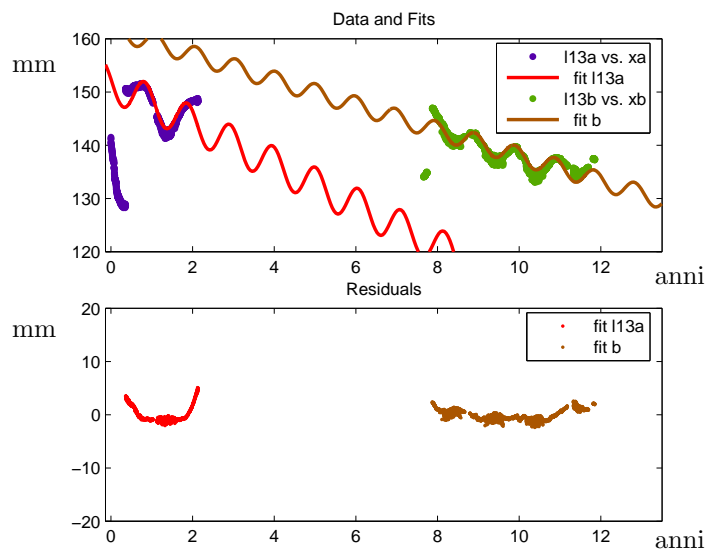 Data and Fits
mm
160
150
140
130
120
l13a vs. xa
fit l13a
l13b vs. xb
fit b
0 2 4 6 8 10 12
anni
Residuals
mm
20
10
0
−10
−20
fit l13a
fit b
0 2 4 6 8 10 12
anni